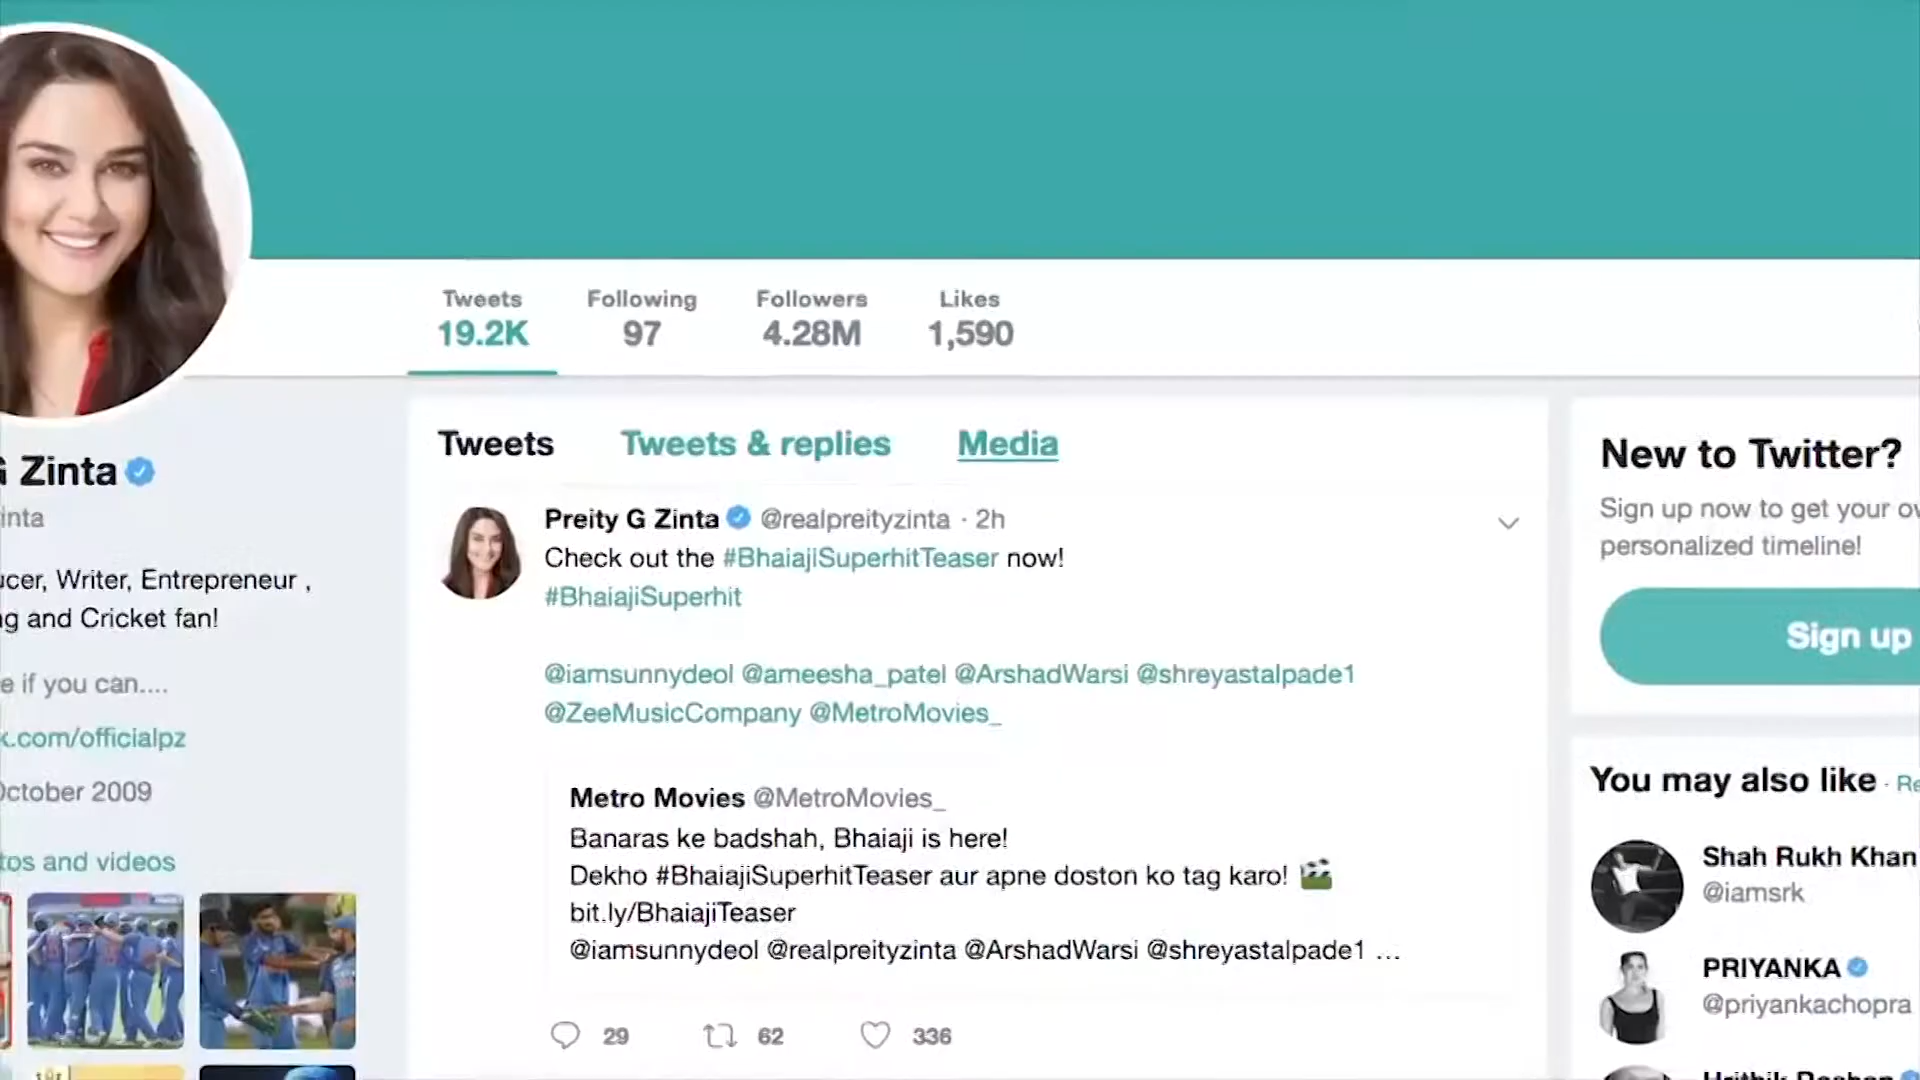 Tweets Following Followers Likes
19.2K 97 4.28M 1,590
G Zinta
inta
ucer, Writer, Entrepreneur ,
ng and Cricket fan!
e if you can....
k.com/officialpz
October 2009
tos and videos
Tweets Tweets & replies Media
Preity G Zinta @realpreityzinta · 2h
Check out the #BhaiajiSuperhitTeaser now!
#BhaiajiSuperhit
@iamsunnydeol @ameesha_patel @ArshadWarsi @shreyastalpade1
@ZeeMusicCompany @MetroMovies_
Metro Movies @MetroMovies_
Banaras ke badshah, Bhaiaji is here!
Dekho #BhaiajiSuperhitTeaser aur apne doston ko tag karo!
bit.ly/BhaiajiTeaser
@iamsunnydeol @realpreityzinta @ArshadWarsi @shreyastalpade1 ...
29 62 336
New to Twitter?
Sign up now to get your ow
personalized timeline!
Sign up
You may also like · Re
Shah Rukh Khan
@iamsrk
PRIYANKA
@priyankachopra
Hrithik Roshan